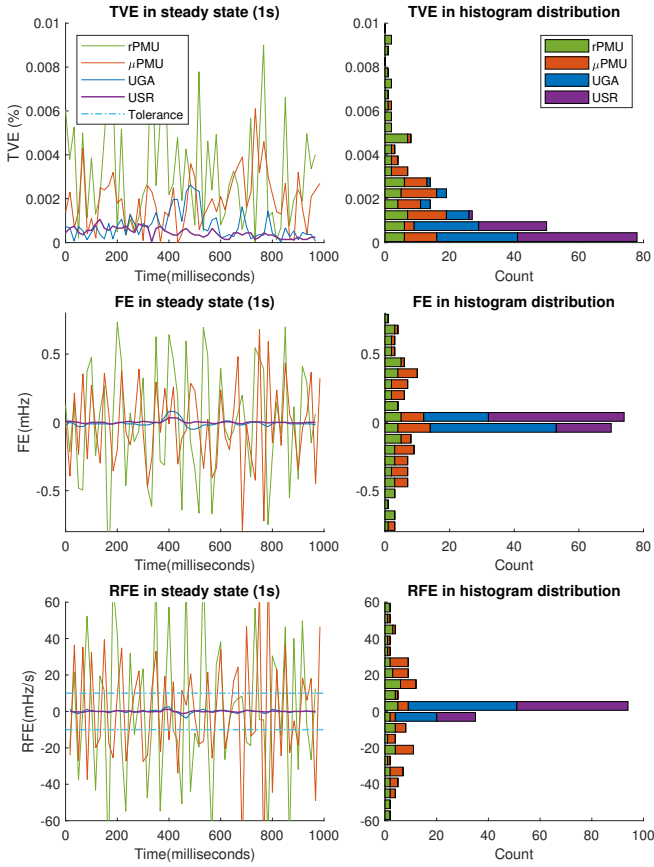 TVE in steady state (1s)
0.01
0.008
0.006
0.004
0.002
0
TVE (%)
rPMU
μPMU
UGA
USR
Tolerance
0 200 400 600 800 1000
Time(milliseconds)
TVE in histogram distribution
0.01
0.008
0.006
0.004
0.002
0
rPMU
μPMU
UGA
USR
0 20 40 60 80
Count
FE in steady state (1s)
0.5
0
-0.5
FE(mHz)
0 200 400 600 800 1000
Time(milliseconds)
FE in histogram distribution
0.5
0
-0.5
0 20 40 60 80
Count
RFE in steady state (1s)
60
40
20
0
-20
-40
-60
RFE(mHz/s)
0 200 400 600 800 1000
Time(milliseconds)
RFE in histogram distribution
60
40
20
0
-20
-40
-60
0 20 40 60 80 100
Count